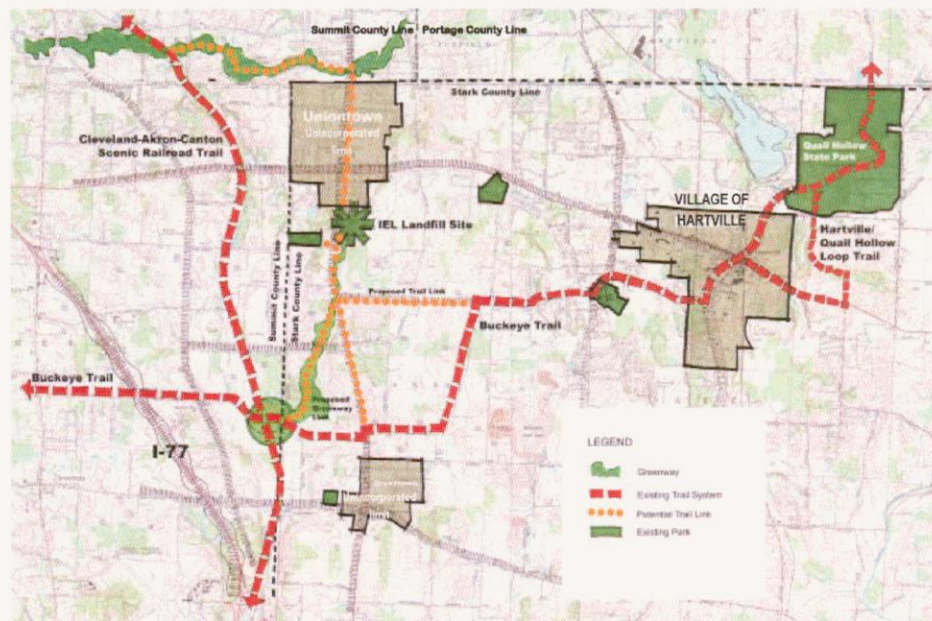 Summit County Line
Portage County Line
Stark County Line
Uniontown
Unincorporated
limit
Cleveland-Akron-Canton
Scenic Railroad Trail
Quail Hollow
State Park
VILLAGE OF
HARTVILLE
IEL Landfill Site
Hartville/
Quail Hollow
Loop Trail
Summit County Line
Stark County Line
Proposed Trail Link
Buckeye Trail
Buckeye Trail
Proposed
Greenway
Link
I-77
Unincorporated
limit
LEGEND
Greenway
Existing Trail System
Potential Trail Link
Existing Park